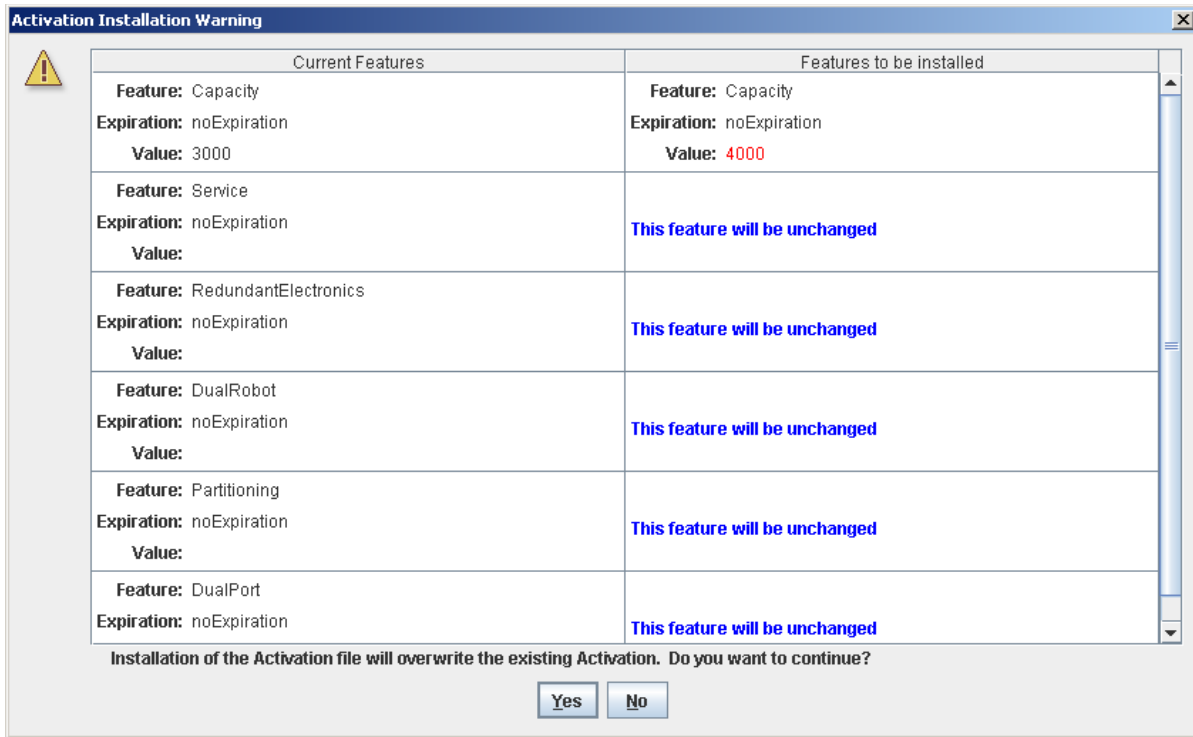 Activation Installation Warning
Current Features
Features to be installed
Feature: Capacity
Expiration: noExpiration
Value: 3000
Feature: Capacity
Expiration: noExpiration
Value: 4000
Feature: Service
Expiration: noExpiration
Value:
This feature will be unchanged
Feature: RedundantElectronics
Expiration: noExpiration
Value:
This feature will be unchanged
Feature: DualRobot
Expiration: noExpiration
Value:
This feature will be unchanged
Feature: Partitioning
Expiration: noExpiration
Value:
This feature will be unchanged
Feature: DualPort
Expiration: noExpiration
This feature will be unchanged
Installation of the Activation file will overwrite the existing Activation. Do you want to continue?
Yes
No